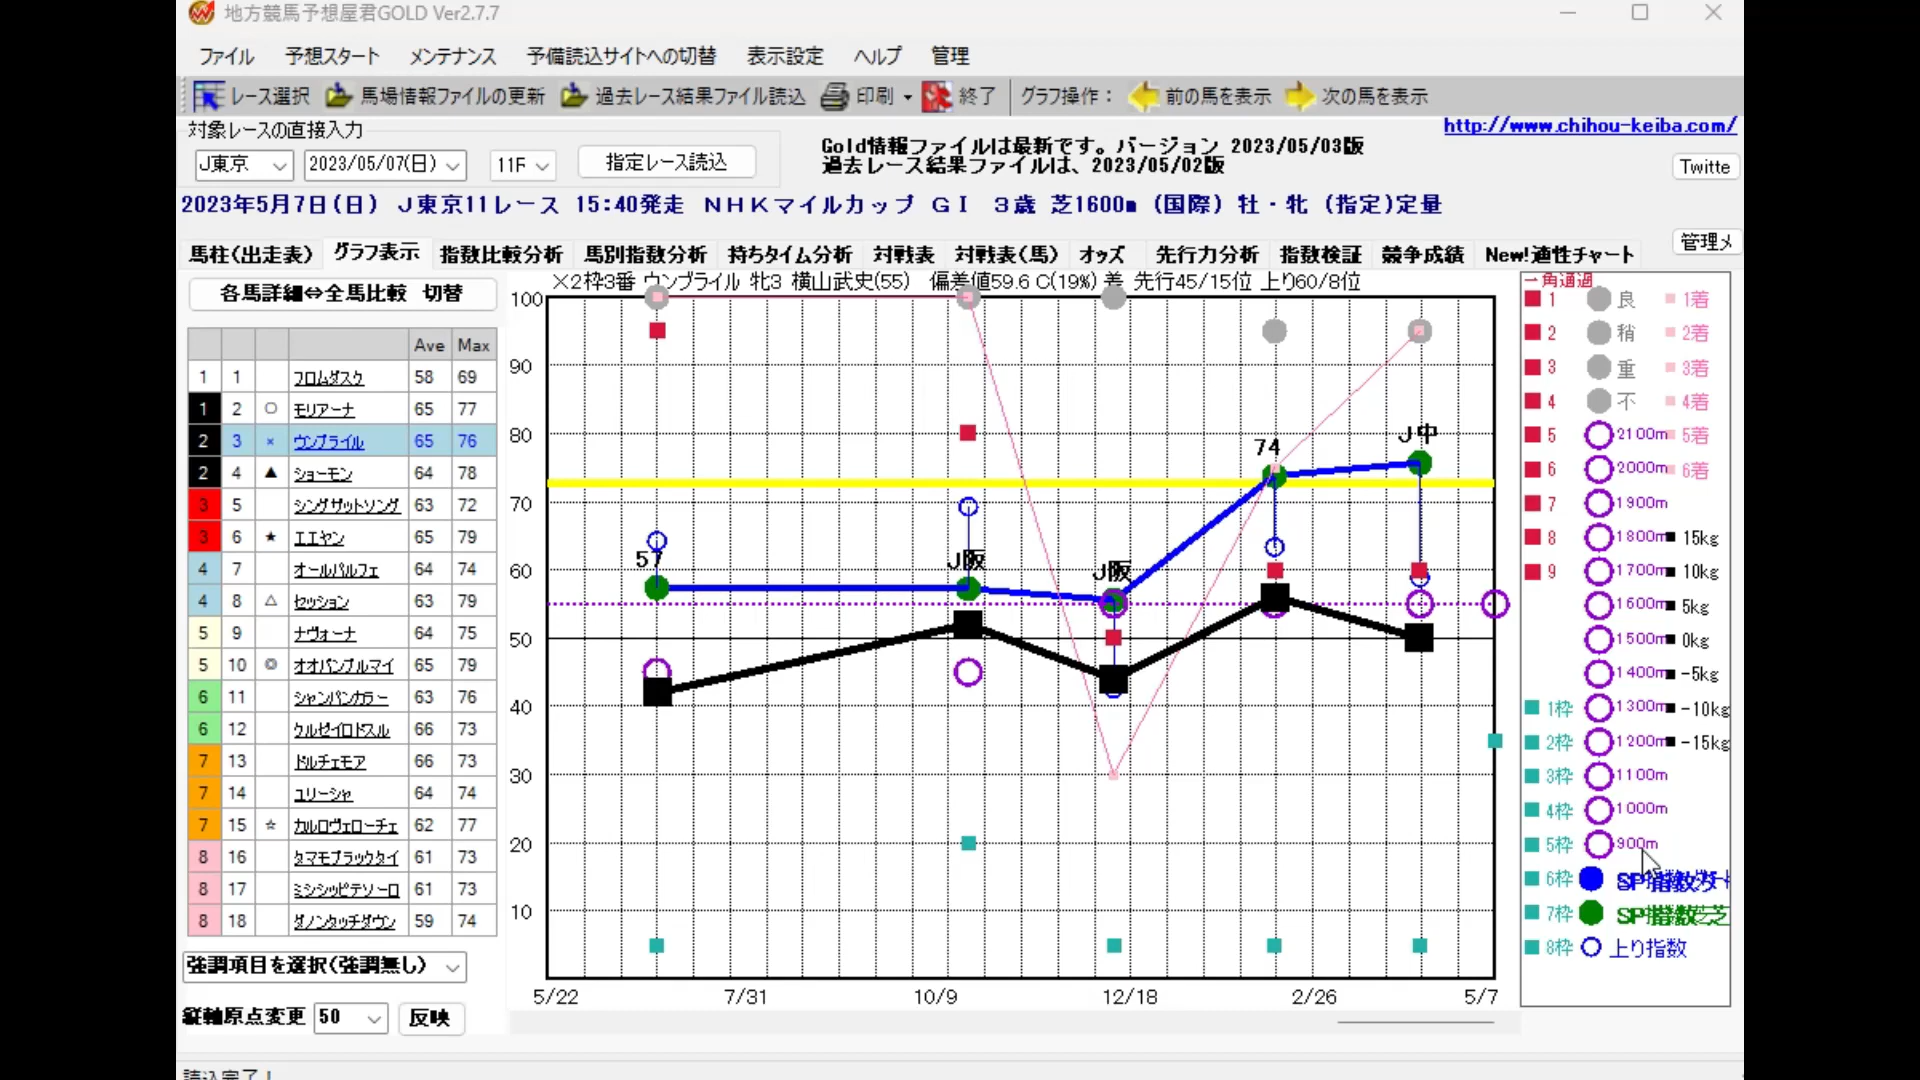 地方競馬予想屋君GOLD Ver2.7.7
ファイル 予想スタート メンテナンス 予備読込サイトへの切替 表示設定 ヘルプ 管理
レース選択 馬場情報ファイルの更新 過去レース結果ファイル読込 印刷 終了 グラフ操作： 前の馬を表示 次の馬を表示
対象レースの直接入力
http://www.chihou-keiba.com/
J東京 2023/05/07(日) 11R 指定レース読込
Gold情報ファイルは最新です。バージョン 2023/05/03版
過去レース結果ファイルは、2023/05/02版
Twitte
2023年5月7日(日) J東京11レース 15:40発走 NHKマイルカップ GI 3歳 芝1600m (国際) 牡・牝 (指定)定量
管理メ
馬柱(出走表) グラフ表示 指数比較分析 馬別指数分析 持ちタイム分析 対戦表 対戦表(馬) オッズ 先行力分析 指数検証 競争成績 New!適性チャート
各馬詳細⇔全馬比較 切替
×2枠3番 ウンブライル 牝3 横山武史(55) 偏差値59.6 C(19%) 差 先行45/15位 上り60/8位
Ave Max
1 1 フロムダスク 58 69
1 2 ○ モリアーナ 65 77
2 3 × ウンブライル 65 76
2 4 ▲ ショーモン 64 78
3 5 シングザットソング 63 72
3 6 ★ エエヤン 65 79
4 7 オールパルフェ 64 74
4 8 △ セッション 63 79
5 9 ナヴォーナ 64 75
5 10 ◎ オオバンブルマイ 65 79
6 11 シャンパンカラー 63 76
6 12 クルゼイロドスル 66 73
7 13 ドルチェモア 66 73
7 14 ユリーシャ 64 74
7 15 ☆ カルロヴェローチェ 62 77
8 16 タマモブラックタイ 61 73
8 17 ミシシッピテソーロ 61 73
8 18 ダノンタッチダウン 59 74
強調項目を選択(強調無し)
縦軸原点変更 50 反映
100
90
80
70
60
50
40
30
20
10
57
J阪
J阪
74
J中
5/22 7/31 10/9 12/18 2/26 5/7
一角通過
1 良 1着
2 稍 2着
3 重 3着
4 不 4着
5 2100m 5着
6 2000m 6着
7 1900m
8 1800m 15kg
9 1700m 10kg
1600m 5kg
1500m 0kg
1400m -5kg
1枠 1300m -10kg
2枠 1200m -15kg
3枠 1100m
4枠 1000m
5枠 900m
6枠 SP指数
7枠 SP指数芝
8枠 上り指数
読込完了！